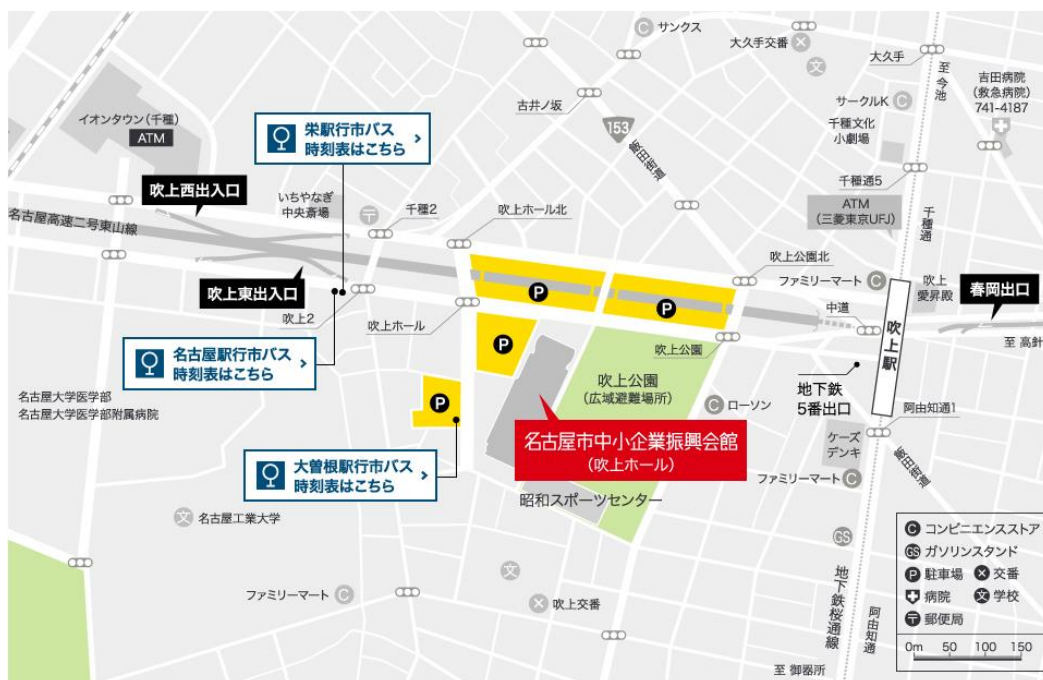 サンクス
大久手交番
文
大久手
至 今池
吉田病院
(救急病院)
741-4187
イオンタウン(千種)
ATM
栄駅行市バス
時刻表はこちら
古井ノ坂
153
飯田街道
サークルK
千種文化
小劇場
千種通5
吹上西出入口
いちやなぎ
中央斎場
千種2
吹上ホール北
ATM
(三菱東京UFJ)
千種通
名古屋高速二号東山線
吹上公園北
ファミリーマート
吹上
愛昇殿
春岡出口
吹上東出入口
P
P
中道
吹上2
吹上ホール
吹上駅
至 高針
名古屋駅行市バス
時刻表はこちら
P
吹上公園
吹上公園
(広域避難場所)
地下鉄
5番出口
名古屋大学医学部
名古屋大学医学部附属病院
P
ローソン
阿由知通1
名古屋市中小企業振興会館
(吹上ホール)
ケーズ
デンキ
飯田街道
大曽根駅行市バス
時刻表はこちら
ファミリーマート
昭和スポーツセンター
文
名古屋工業大学
GS
文
地下鉄桜通線
ファミリーマート
吹上交番
阿由知通
至 御器所
C コンビニエンスストア
GS ガソリンスタンド
P 駐車場 交番
病院 文 学校
〒 郵便局
0m 50 100 150